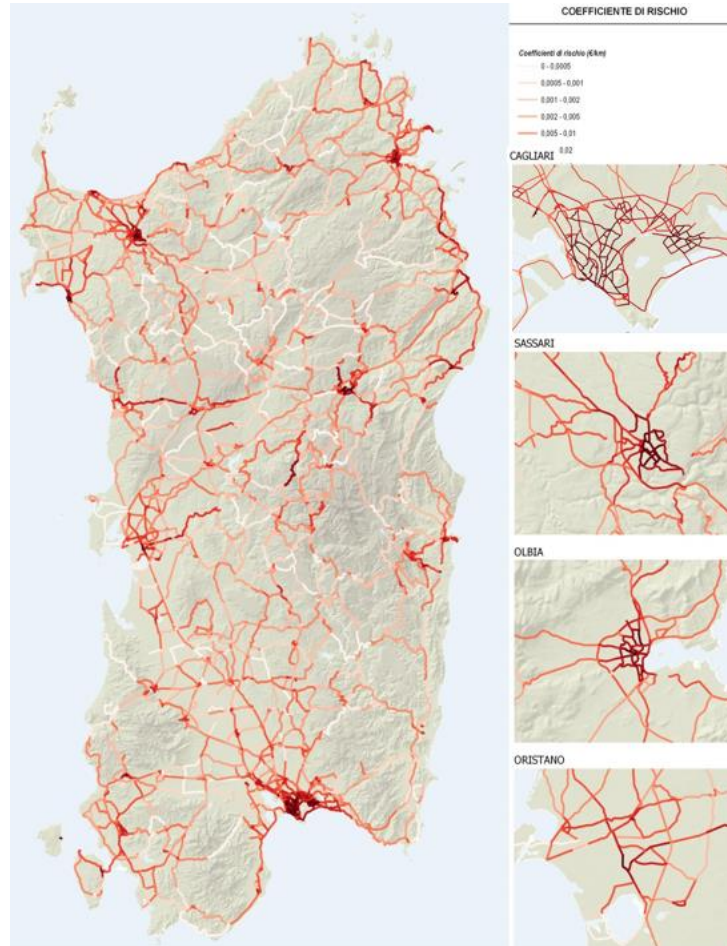 COEFFICIENTE DI RISCHIO
Coefficienti di rischio (€/km)
0 - 0,0005
0,0005 - 0,001
0,001 - 0,002
0,002 - 0,005
0,005 - 0,01
0,02
CAGLIARI
SASSARI
OLBIA
ORISTANO